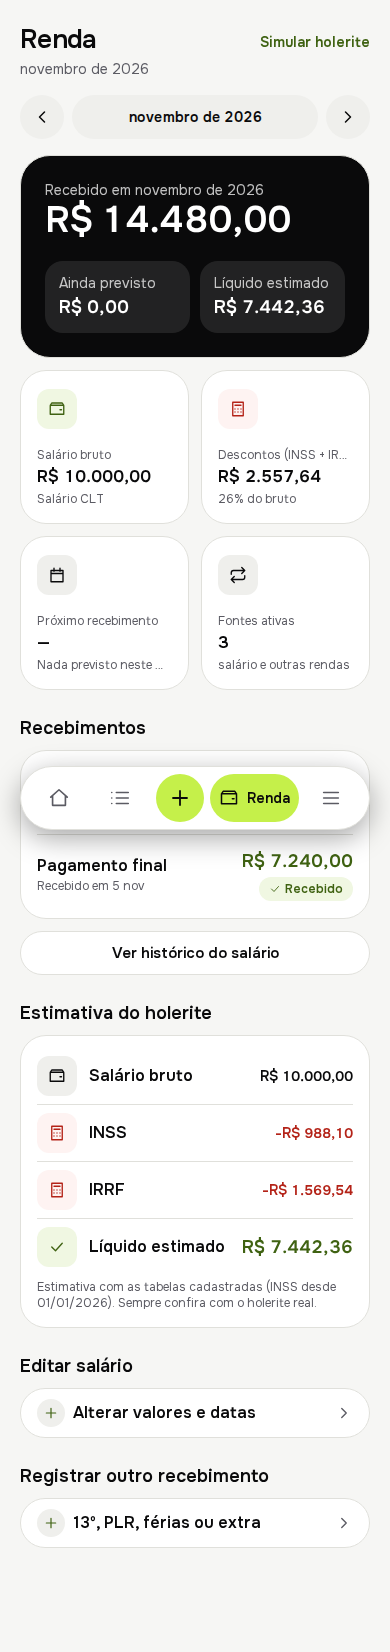 Renda
Simular holerite
novembro de 2026
novembro de 2026
Recebido em novembro de 2026
R$ 14.480,00
Ainda previsto
R$ 0,00
Líquido estimado
R$ 7.442,36
Salário bruto
R$ 10.000,00
Salário CLT
Descontos (INSS + IR...
R$ 2.557,64
26% do bruto
Próximo recebimento
—
Nada previsto neste ...
Fontes ativas
3
salário e outras rendas
Recebimentos
Renda
Pagamento final
R$ 7.240,00
Recebido em 5 nov
Recebido
Ver histórico do salário
Estimativa do holerite
Salário bruto
R$ 10.000,00
INSS
-R$ 988,10
IRRF
-R$ 1.569,54
Líquido estimado
R$ 7.442,36
Estimativa com as tabelas cadastradas (INSS desde
01/01/2026). Sempre confira com o holerite real.
Editar salário
Alterar valores e datas
Registrar outro recebimento
13º, PLR, férias ou extra